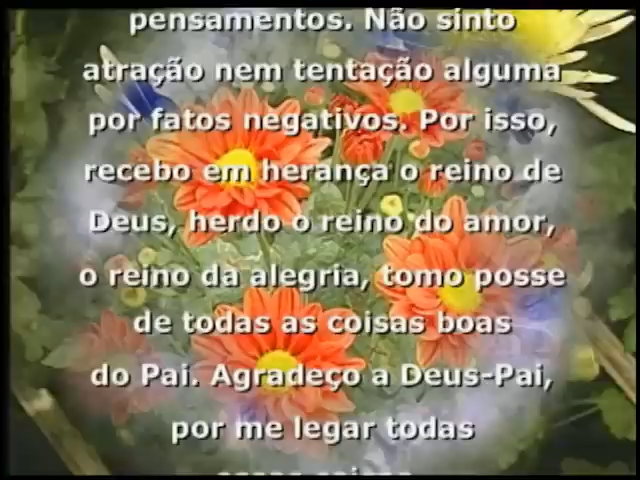 pensamentos. Não sinto
atração nem tentação alguma
por fatos negativos. Por isso,
recebo em herança o reino de
Deus, herdo o reino do amor,
o reino da alegria, tomo posse
de todas as coisas boas
do Pai. Agradeço a Deus-Pai,
por me legar todas